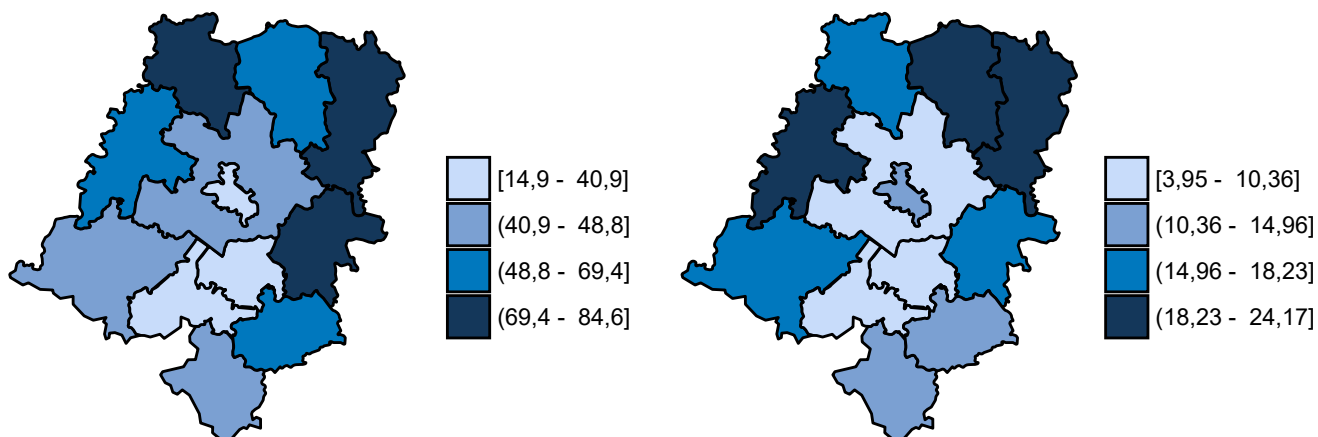 [14,9 -  40,9]
(40,9 -  48,8]
(48,8 -  69,4]
(69,4 -  84,6]
[3,95 -  10,36]
(10,36 -  14,96]
(14,96 -  18,23]
(18,23 -  24,17]